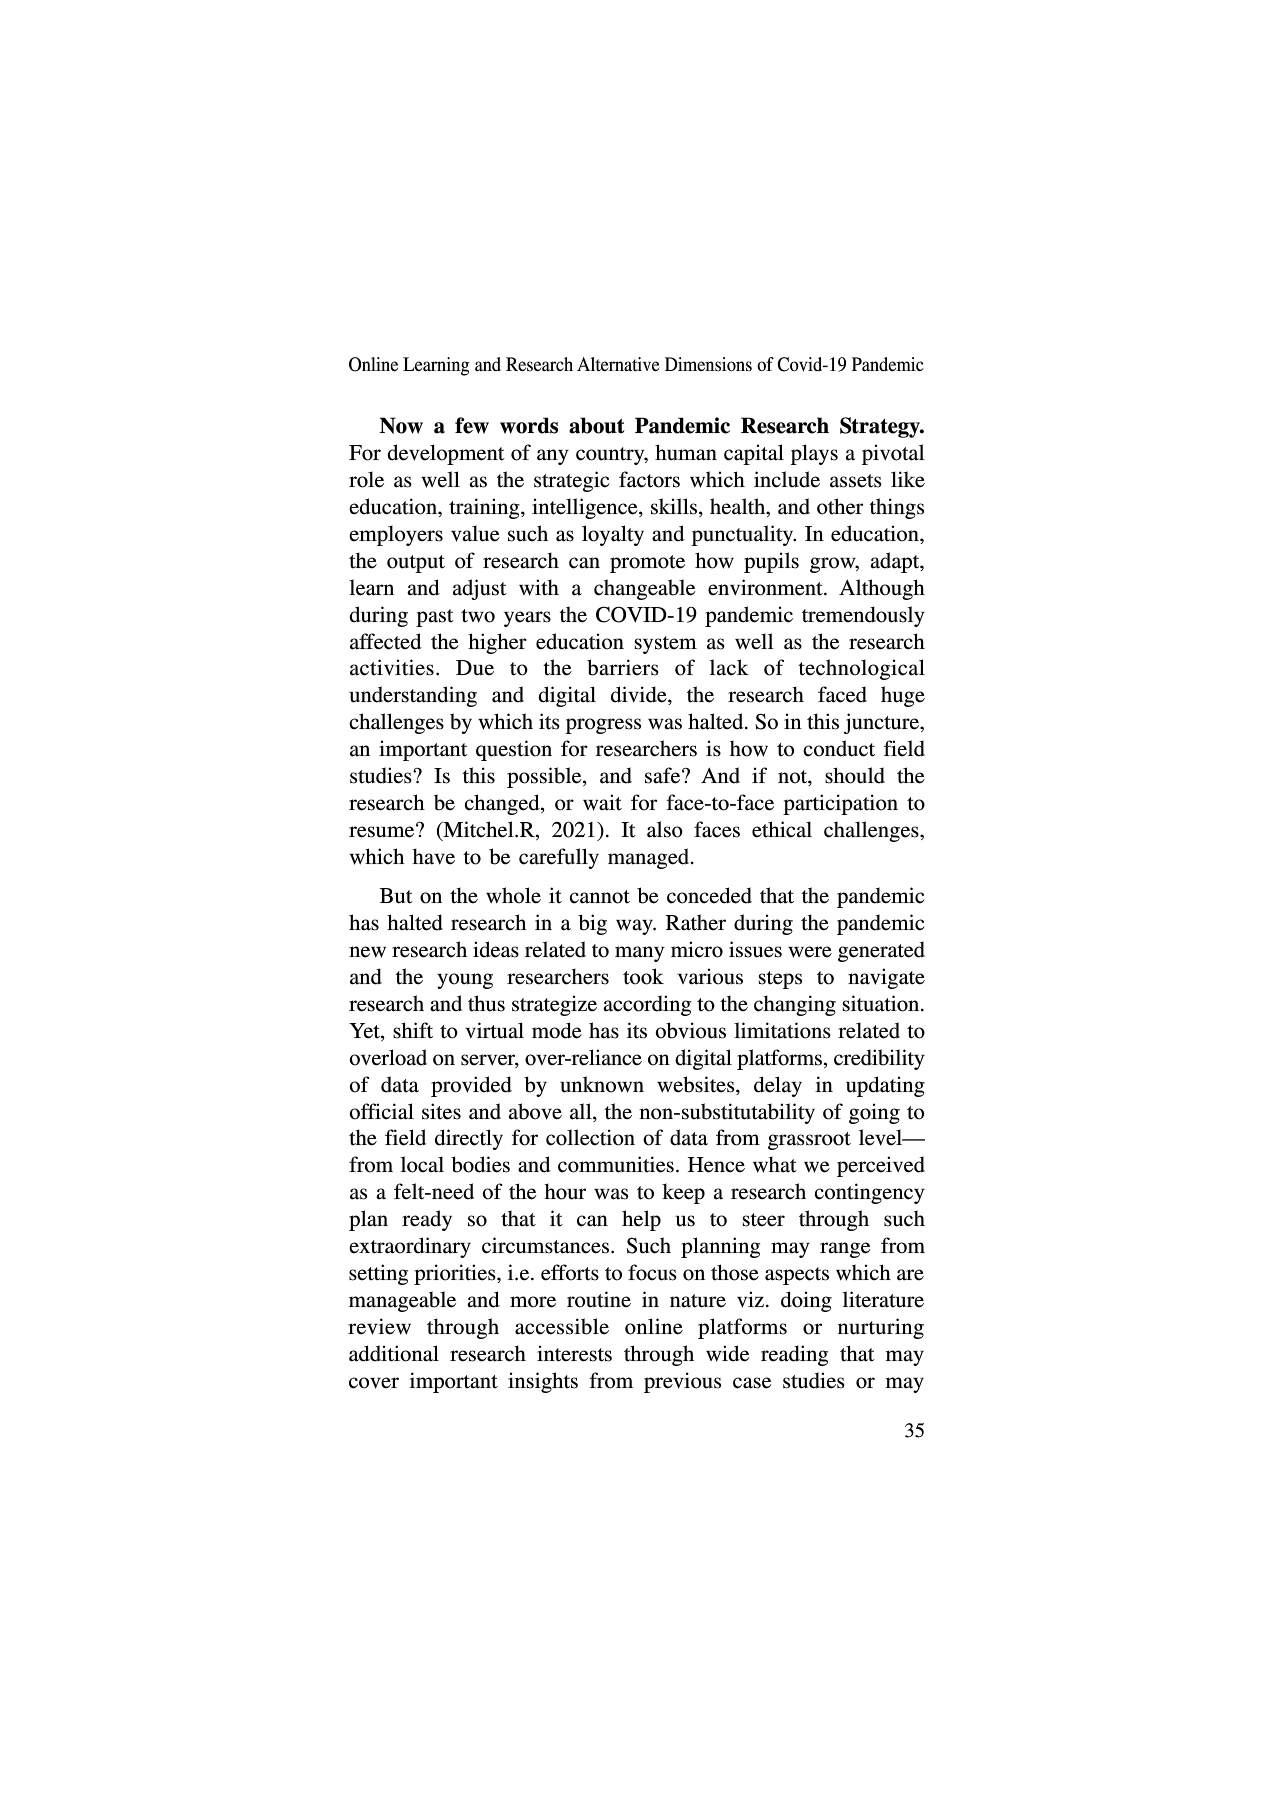 Online Learning and Research Alternative Dimensions of Covid-19 Pandemic
Now a few words about Pandemic Research Strategy.
For development of any country, human capital plays a pivotal
role as well as the strategic factors which include assets like
education, training, intelligence, skills, health, and other things
employers value such as loyalty and punctuality. In education,
the output of research can promote how pupils grow, adapt,
learn and adjust with a changeable environment. Although
during past two years the COVID-19 pandemic tremendously
affected the higher education system as well as the research
activities. Due to the barriers of lack of technological
understanding and digital divide, the research faced huge
challenges by which its progress was halted. So in this juncture,
an important question for researchers is how to conduct field
studies? Is this possible, and safe? And if not, should the
research be changed, or wait for face-to-face participation to
resume? (Mitchel.R, 2021). It also faces ethical challenges,
which have to be carefully managed.
But on the whole it cannot be conceded that the pandemic
has halted research in a big way. Rather during the pandemic
new research ideas related to many micro issues were generated
and the young researchers took various steps to navigate
research and thus strategize according to the changing situation.
Yet, shift to virtual mode has its obvious limitations related to
overload on server, over-reliance on digital platforms, credibility
of data provided by unknown websites, delay in updating
official sites and above all, the non-substitutability of going to
the field directly for collection of data from grassroot level—
from local bodies and communities. Hence what we perceived
as a felt-need of the hour was to keep a research contingency
plan ready so that it can help us to steer through such
extraordinary circumstances. Such planning may range from
setting priorities, i.e. efforts to focus on those aspects which are
manageable and more routine in nature viz. doing literature
review through accessible online platforms or nurturing
additional research interests through wide reading that may
cover important insights from previous case studies or may
35